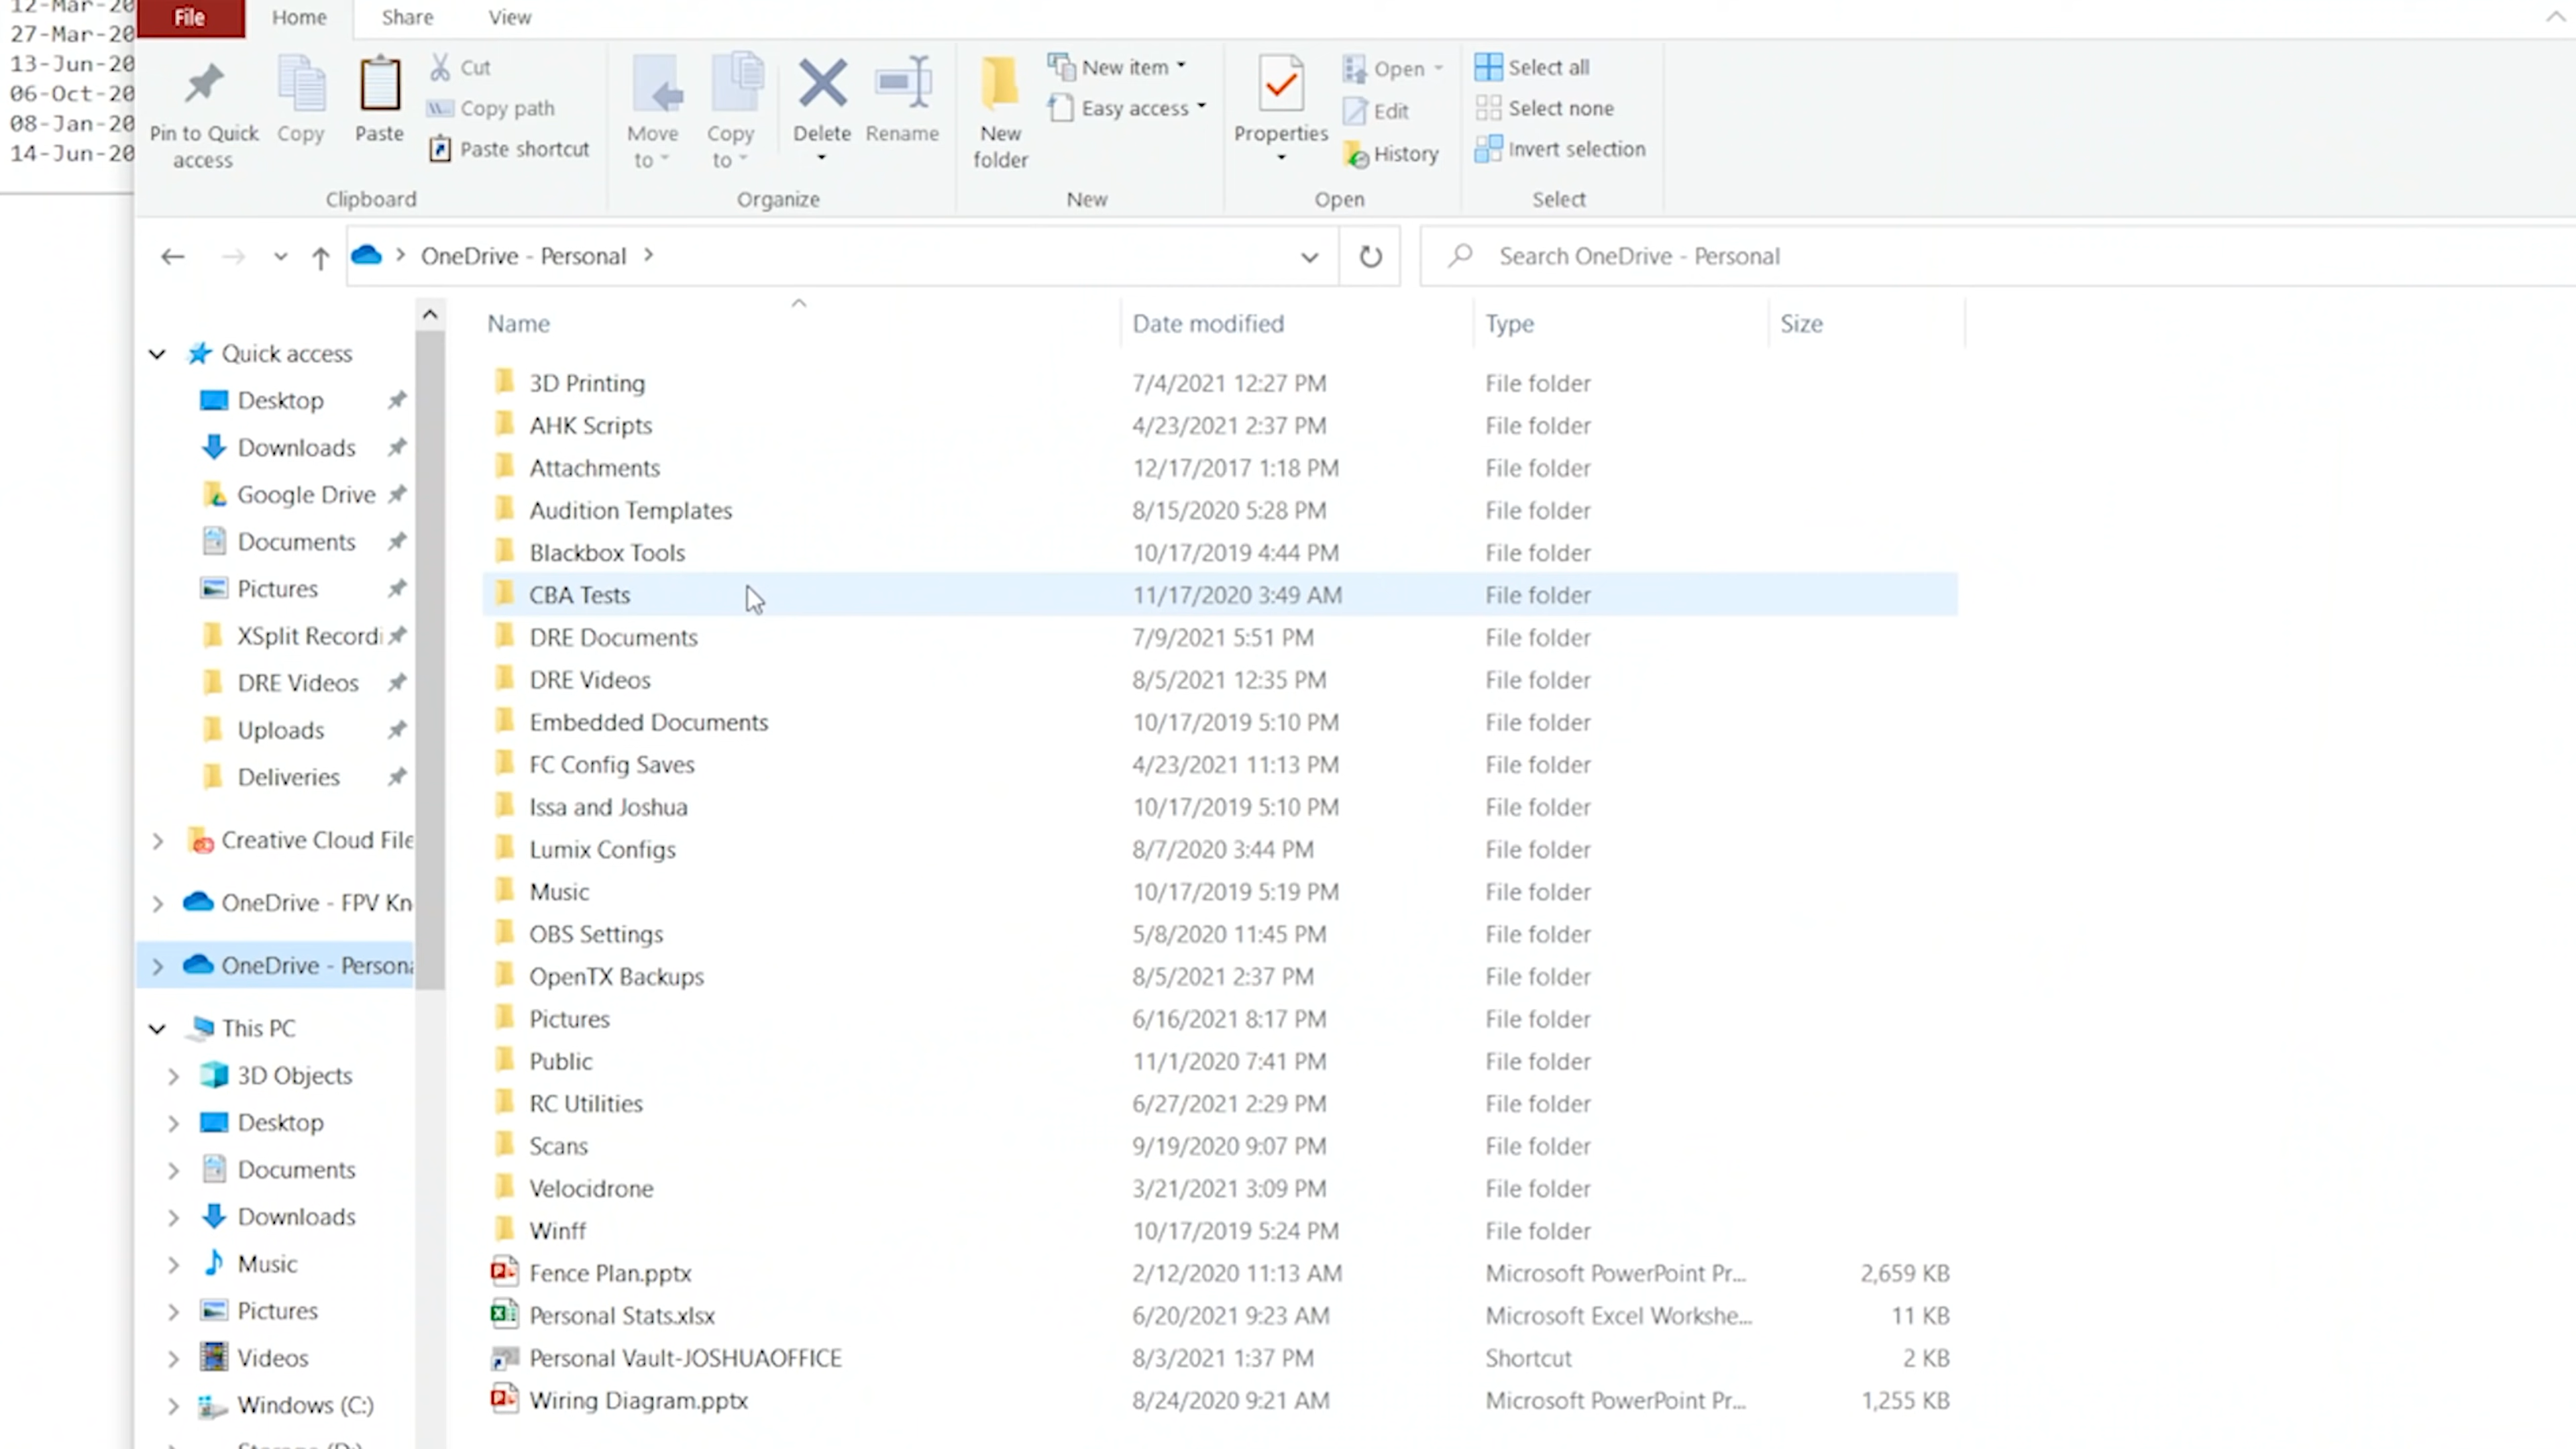 12-Mar-20
27-Mar-20
13-Jun-20
06-Oct-20
08-Jan-20
14-Jun-20
File Home Share View
Pin to Quick access
Copy
Paste
Cut
Copy path
Paste shortcut
Clipboard
Move to
Copy to
Delete
Rename
Organize
New folder
New item
Easy access
New
Properties
Open
Edit
History
Open
Select all
Select none
Invert selection
Select
OneDrive - Personal
Search OneDrive - Personal
Quick access
Desktop
Downloads
Google Drive
Documents
Pictures
XSplit Recordi
DRE Videos
Uploads
Deliveries
Creative Cloud File
OneDrive - FPV Kn
OneDrive - Persona
This PC
3D Objects
Desktop
Documents
Downloads
Music
Pictures
Videos
Windows (C:)
Storage (D:)
Name Date modified Type Size
3D Printing 7/4/2021 12:27 PM File folder
AHK Scripts 4/23/2021 2:37 PM File folder
Attachments 12/17/2017 1:18 PM File folder
Audition Templates 8/15/2020 5:28 PM File folder
Blackbox Tools 10/17/2019 4:44 PM File folder
CBA Tests 11/17/2020 3:49 AM File folder
DRE Documents 7/9/2021 5:51 PM File folder
DRE Videos 8/5/2021 12:35 PM File folder
Embedded Documents 10/17/2019 5:10 PM File folder
FC Config Saves 4/23/2021 11:13 PM File folder
Issa and Joshua 10/17/2019 5:10 PM File folder
Lumix Configs 8/7/2020 3:44 PM File folder
Music 10/17/2019 5:19 PM File folder
OBS Settings 5/8/2020 11:45 PM File folder
OpenTX Backups 8/5/2021 2:37 PM File folder
Pictures 6/16/2021 8:17 PM File folder
Public 11/1/2020 7:41 PM File folder
RC Utilities 6/27/2021 2:29 PM File folder
Scans 9/19/2020 9:07 PM File folder
Velocidrone 3/21/2021 3:09 PM File folder
Winff 10/17/2019 5:24 PM File folder
Fence Plan.pptx 2/12/2020 11:13 AM Microsoft PowerPoint Pr... 2,659 KB
Personal Stats.xlsx 6/20/2021 9:23 AM Microsoft Excel Workshe... 11 KB
Personal Vault-JOSHUAOFFICE 8/3/2021 1:37 PM Shortcut 2 KB
Wiring Diagram.pptx 8/24/2020 9:21 AM Microsoft PowerPoint Pr... 1,255 KB